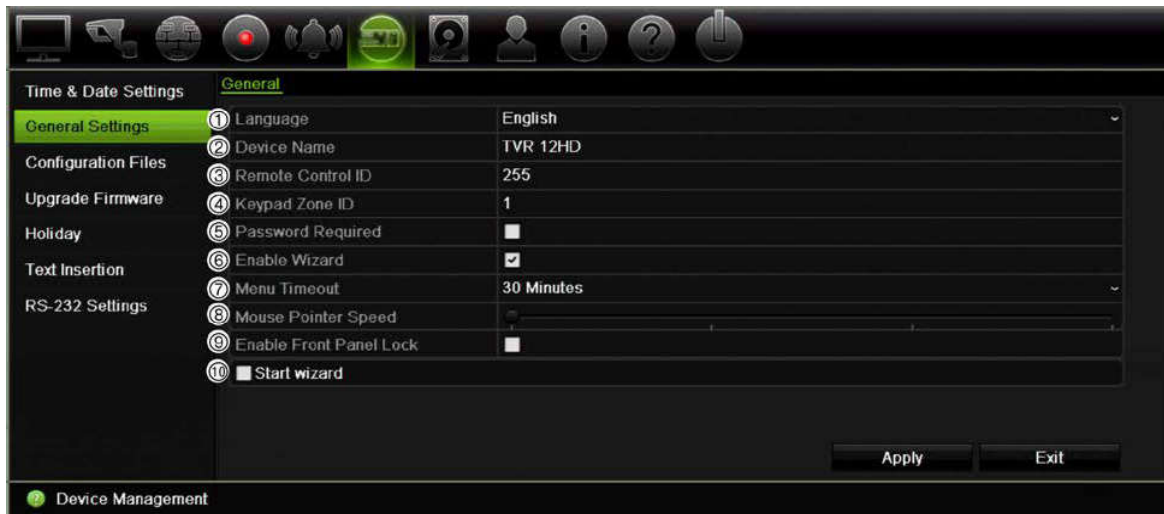 Time & Date Settings
General Settings
Configuration Files
Upgrade Firmware
Holiday
Text Insertion
RS-232 Settings
General
① Language English
② Device Name TVR 12HD
③ Remote Control ID 255
④ Keypad Zone ID 1
⑤ Password Required
⑥ Enable Wizard
⑦ Menu Timeout 30 Minutes
⑧ Mouse Pointer Speed
⑨ Enable Front Panel Lock
⑩ Start wizard
Apply Exit
? Device Management